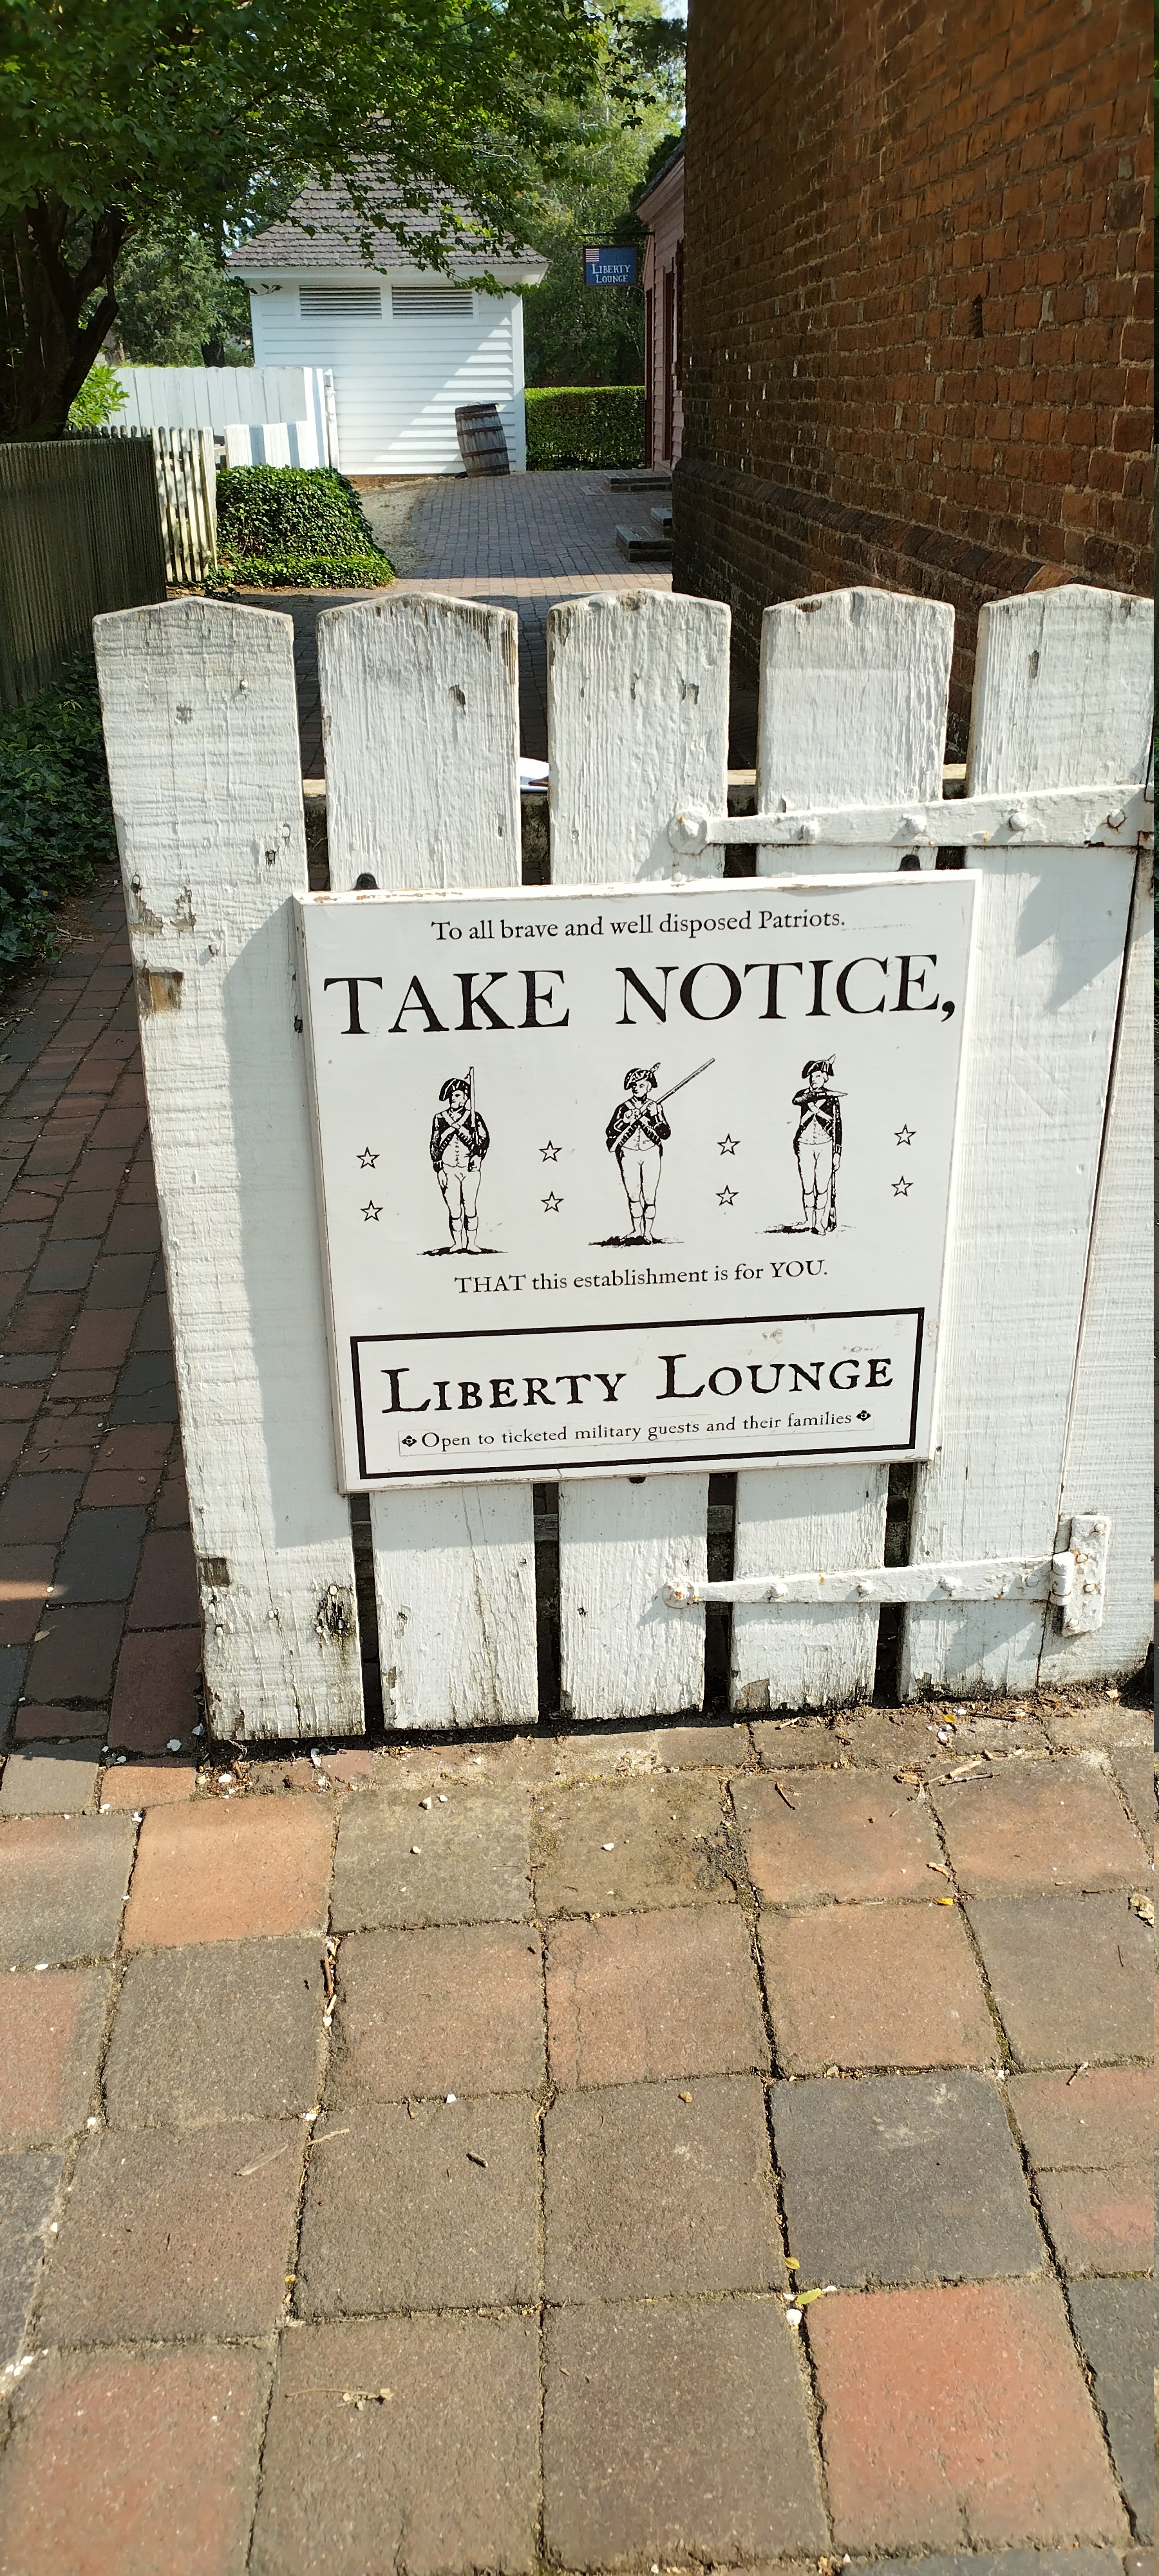 LIBERTY
LOUNGE
To all brave and well disposed Patriots.
TAKE NOTICE,
THAT this establishment is for YOU.
LIBERTY LOUNGE
Open to ticketed military guests and their families